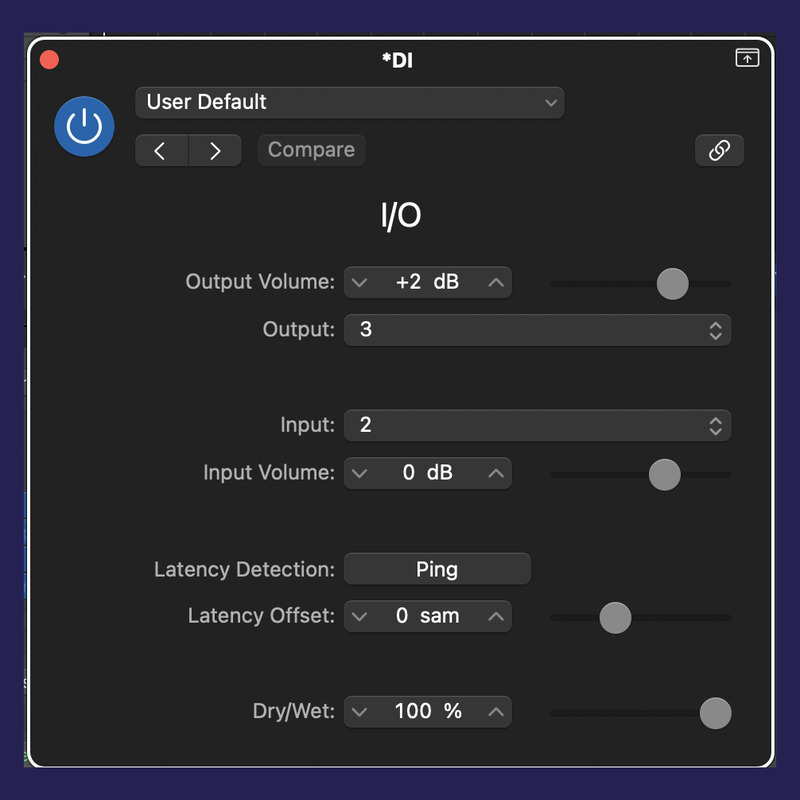 *DI
User Default
Compare
I/O
Output Volume: +2 dB
Output: 3
Input: 2
Input Volume: 0 dB
Latency Detection: Ping
Latency Offset: 0 sam
Dry/Wet: 100 %